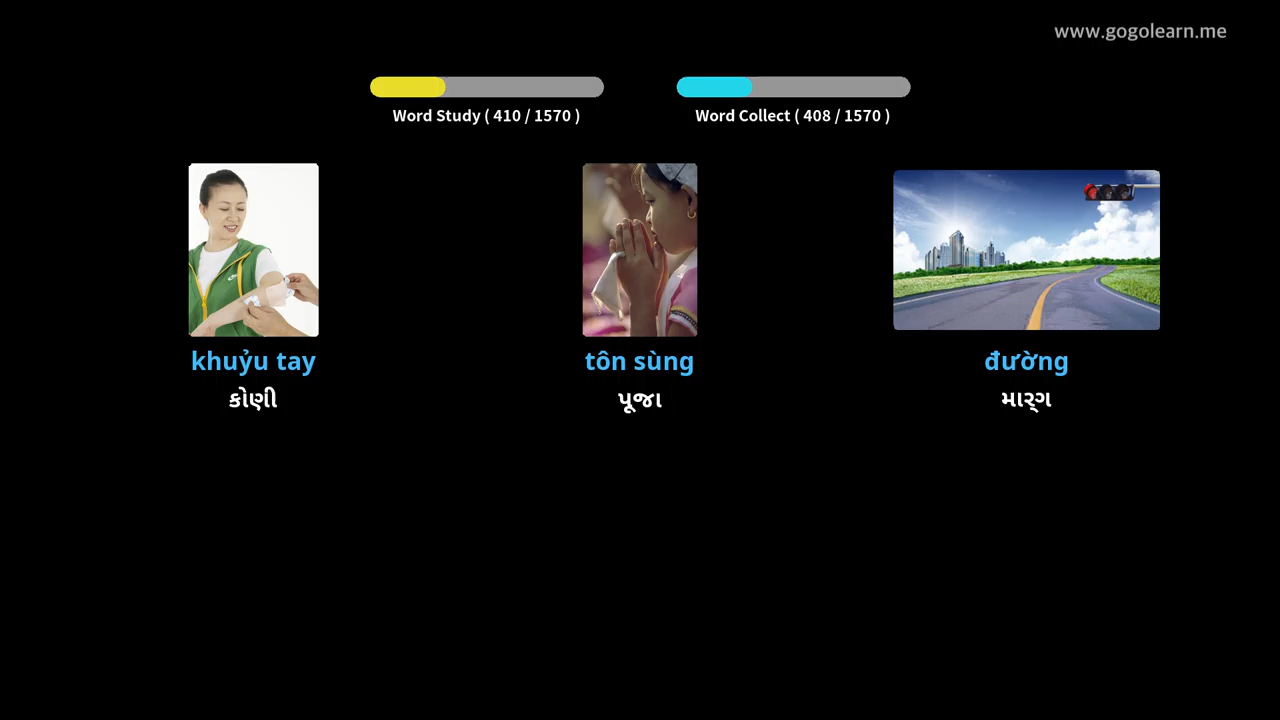 www.gogolearn.me
Word Study ( 410 / 1570 )
Word Collect ( 408 / 1570 )
khuỷu tay
tôn sùng
đường
કોણી
પૂજા
માર્ગ